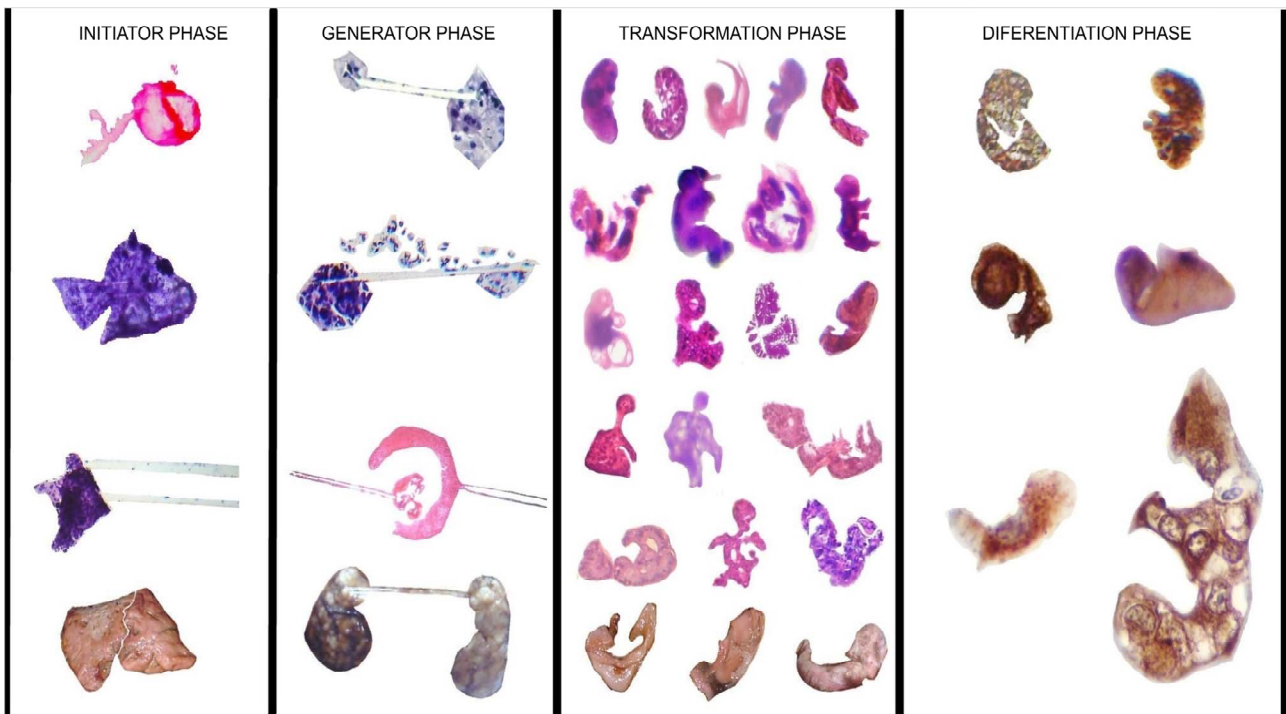 INITIATOR PHASE
GENERATOR PHASE
TRANSFORMATION PHASE
DIFERENTIATION PHASE